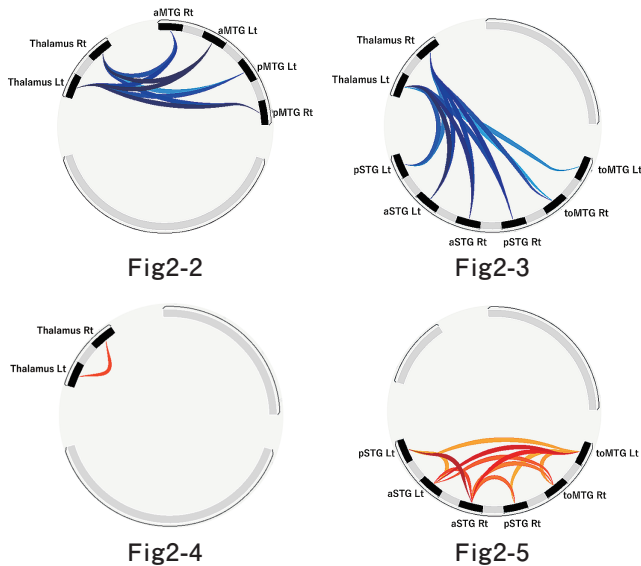 aMTG Rt
aMTG Lt
Thalamus Rt
pMTG Lt
Thalamus Lt
pMTG Rt
Fig2-2
Thalamus Rt
Thalamus Lt
pSTG Lt
toMTG Lt
aSTG Lt
toMTG Rt
aSTG Rt
pSTG Rt
Fig2-3
Thalamus Rt
Thalamus Lt
Fig2-4
pSTG Lt
toMTG Lt
aSTG Lt
toMTG Rt
aSTG Rt
pSTG Rt
Fig2-5